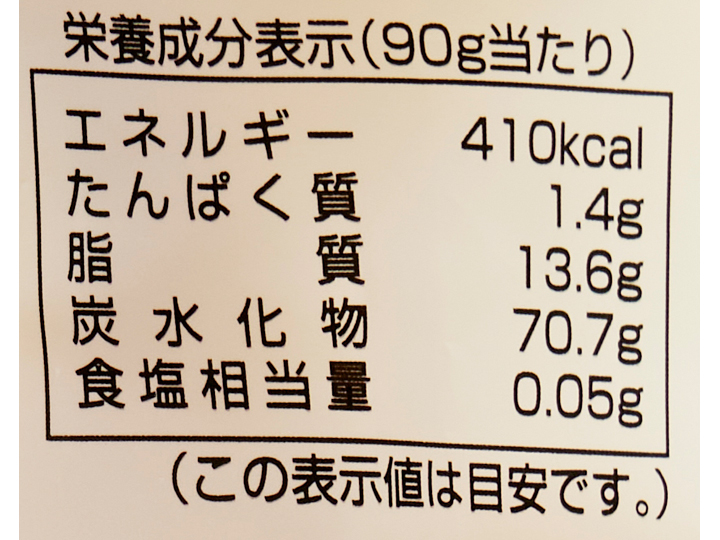 栄養成分表示(90g当たり)
エネルギー 410kcal
たんぱく質 1.4g
脂質 13.6g
炭水化物 70.7g
食塩相当量 0.05g
(この表示値は目安です。)